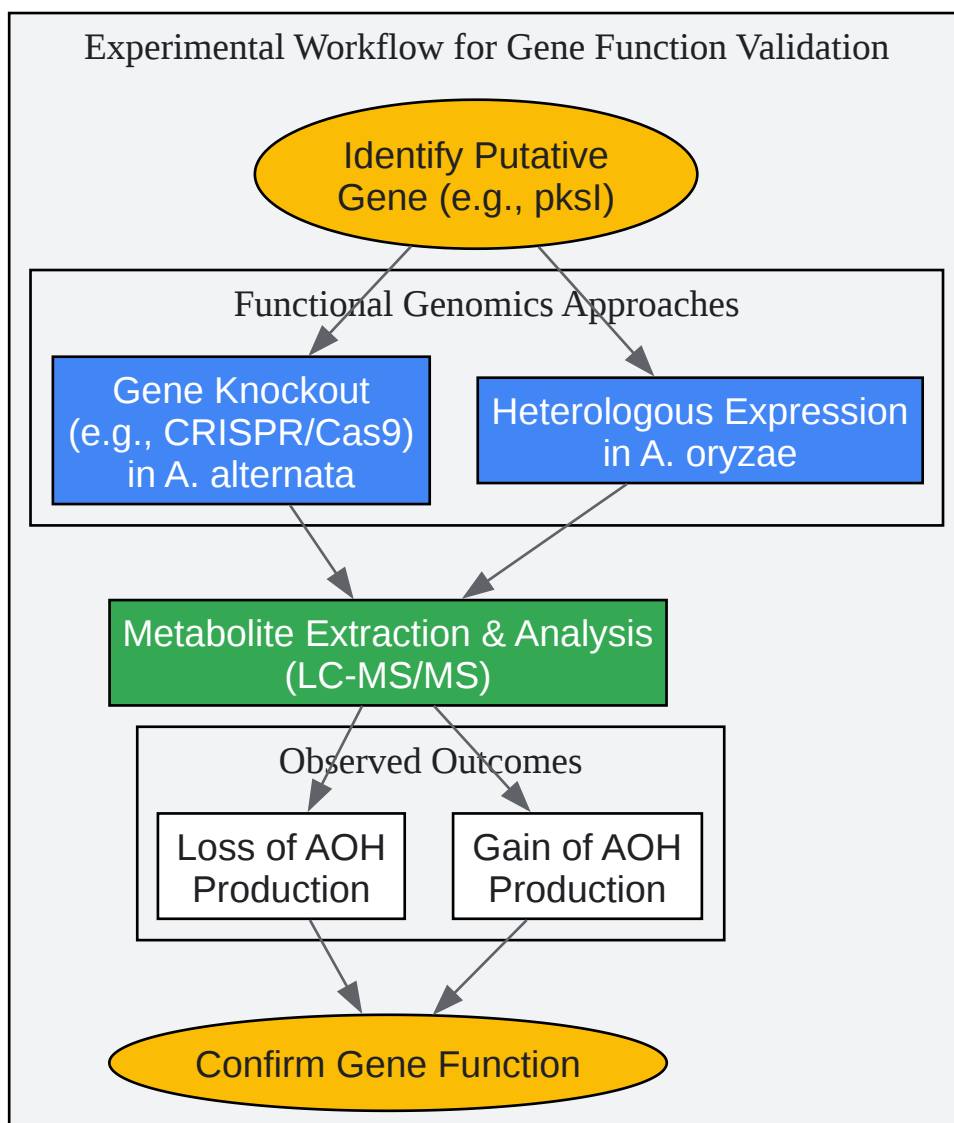 Experimental Workflow for Gene Function Validation
Identify Putative
Gene (e.g., pksI)
Functional Genomics Approaches
Gene Knockout
(e.g., CRISPR/Cas9)
in A. alternata
Heterologous Expression
in A. oryzae
Metabolite Extraction & Analysis
(LC-MS/MS)
Observed Outcomes
Loss of AOH
Production
Gain of AOH
Production
Confirm Gene Function